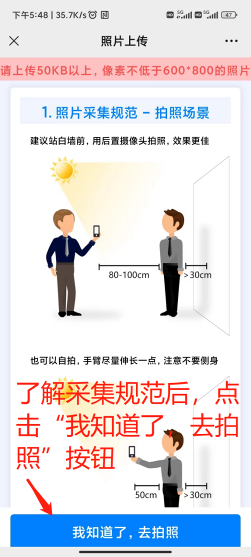 下午5:48 | 35.7K/s
照片上传
请上传50KB以上，像素不低于600*800的照片
1. 照片采集规范 – 拍照场景
建议站白墙前，用后置摄像头拍照，效果更佳
80-100cm
>30cm
也可以自拍，手臂尽量伸长一点，注意不要侧身
了解采集规范后，点
击“我知道了，去拍
照”按钮
50cm
>30cm
我知道了，去拍照